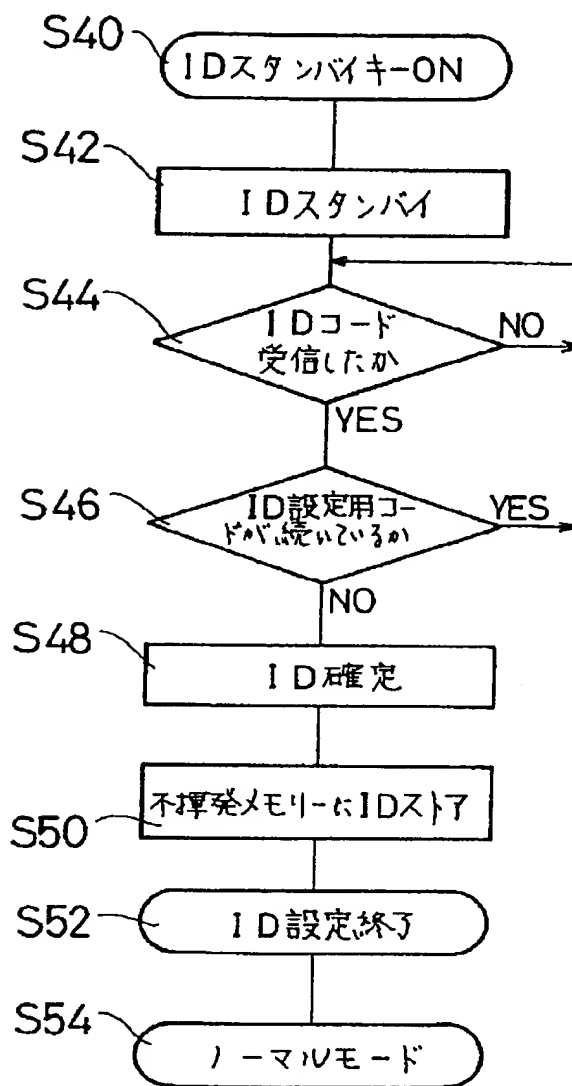 S40
IDスタンバイキーON
S42
IDスタンバイ
S44
IDコード
受信したか
NO
YES
S46
ID設定用コー
ドが続いているか
YES
NO
S48
ID確定
不揮発メモリーにIDストア
S50
S52
ID設定終了
S54
ノーマルモード